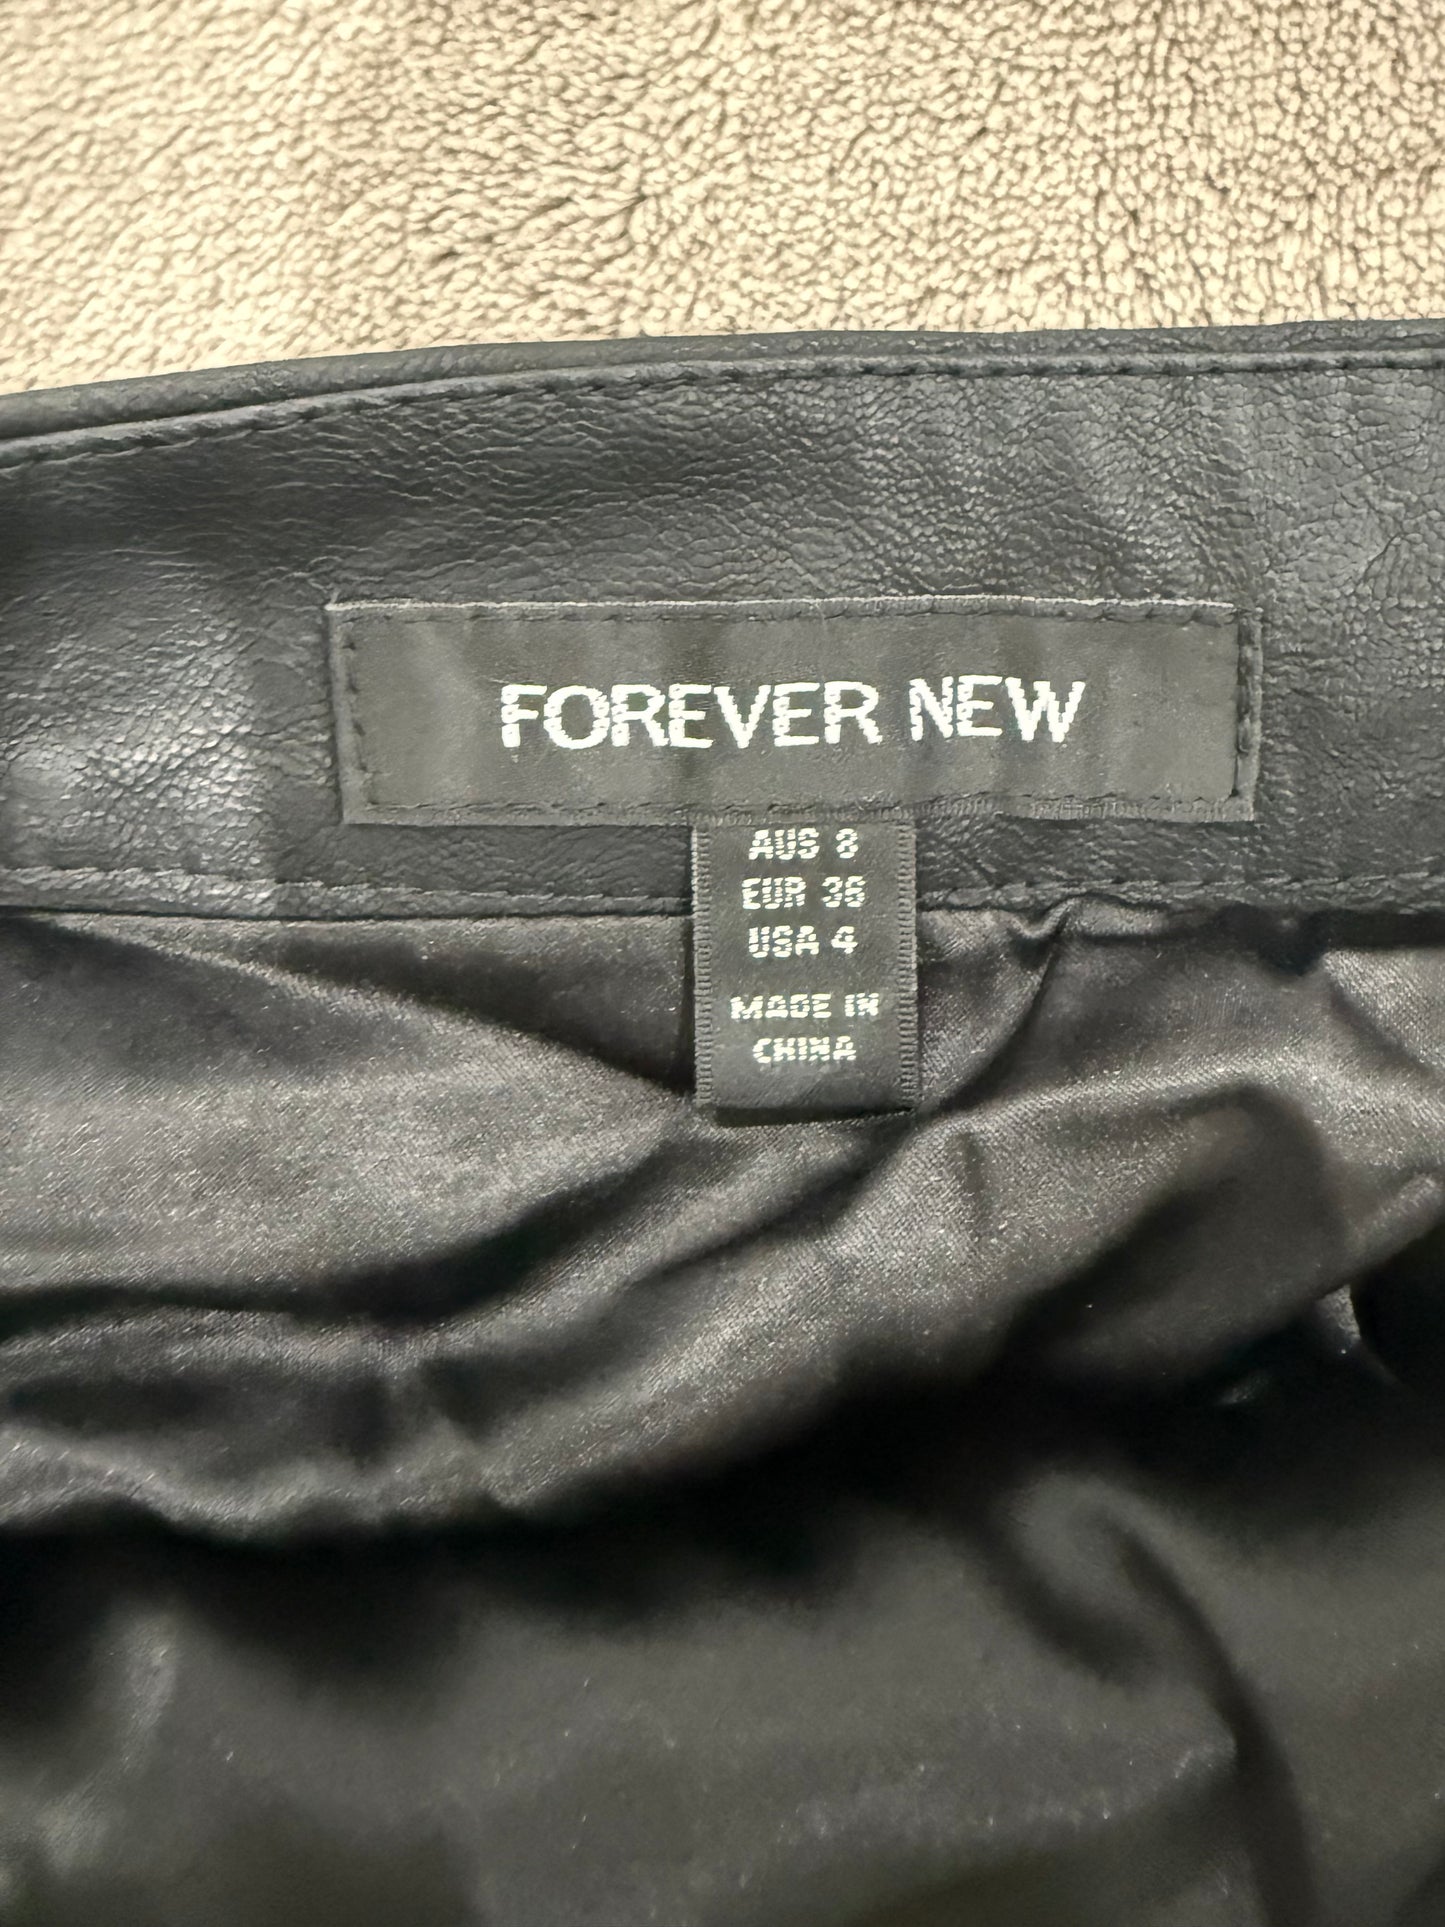 FOREVER NEW
AUS 8
EUR 36
USA 4
MADE IN
CHINA